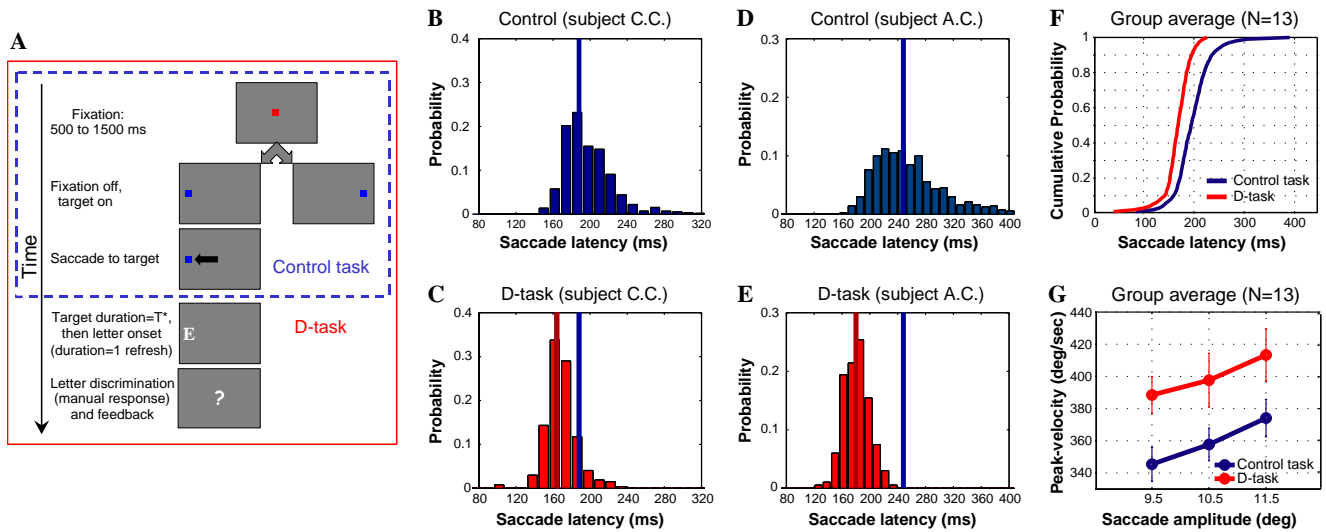 A
Time
Fixation:
500 to 1500 ms
Fixation off,
target on
Saccade to target
Control task
Target duration=T*,
then letter onset
(duration=1 refresh)
E
D-task
Letter discrimination
(manual response)
and feedback
?
B
Control (subject C.C.)
Probability
0.4
0.3
0.2
0.1
0
80 120 160 200 240 280 320
Saccade latency (ms)
C
D-task (subject C.C.)
Probability
0.4
0.3
0.2
0.1
0
80 120 160 200 240 280 320
Saccade latency (ms)
D
Control (subject A.C.)
Probability
0.3
0.2
0.1
0
80 120 160 200 240 280 320 360 400
Saccade latency (ms)
E
D-task (subject A.C.)
Probability
0.3
0.2
0.1
0
80 120 160 200 240 280 320 360 400
Saccade latency (ms)
F
Group average (N=13)
Cumulative Probability
1
0.8
0.6
0.4
0.2
0
Control task
D-task
0 100 200 300 400
Saccade latency (ms)
G
Group average (N=13)
Peak-velocity (deg/sec)
440
420
400
380
360
340
Control task
D-task
9.5 10.5 11.5
Saccade amplitude (deg)